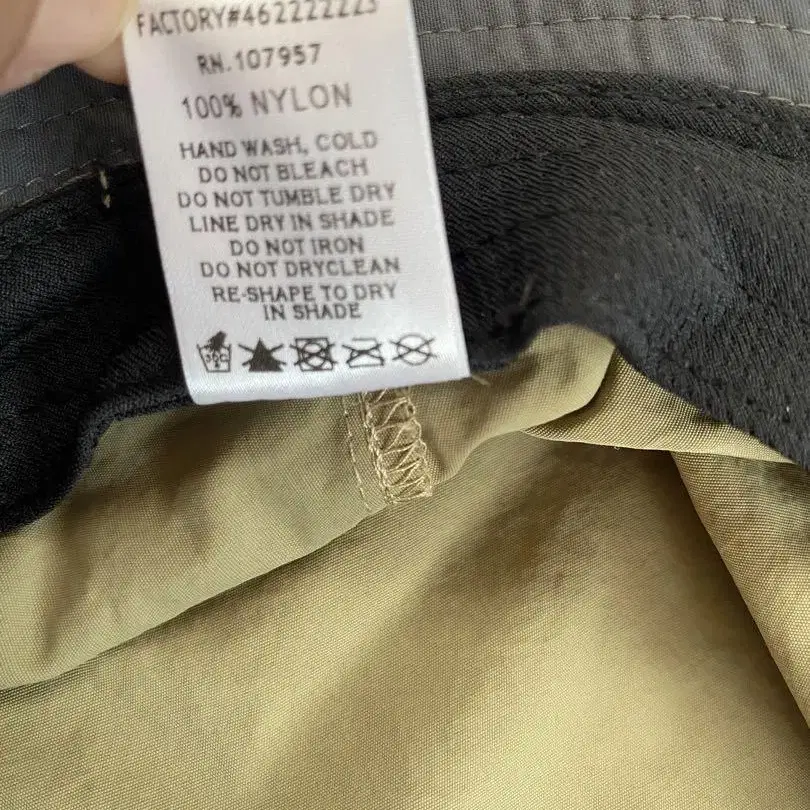 FACTORY#462222223
RN.107957
100% NYLON
HAND WASH, COLD
DO NOT BLEACH
DO NOT TUMBLE DRY
LINE DRY IN SHADE
DO NOT IRON
DO NOT DRYCLEAN
RE-SHAPE TO DRY
IN SHADE